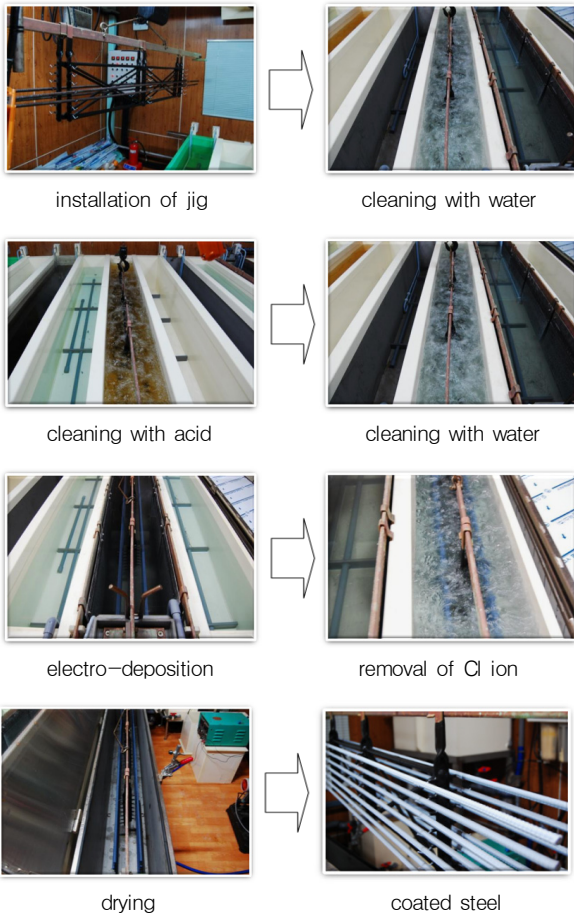 installation of jig
cleaning with water
cleaning with acid
cleaning with water
electro-deposition
removal of Cl ion
drying
coated steel